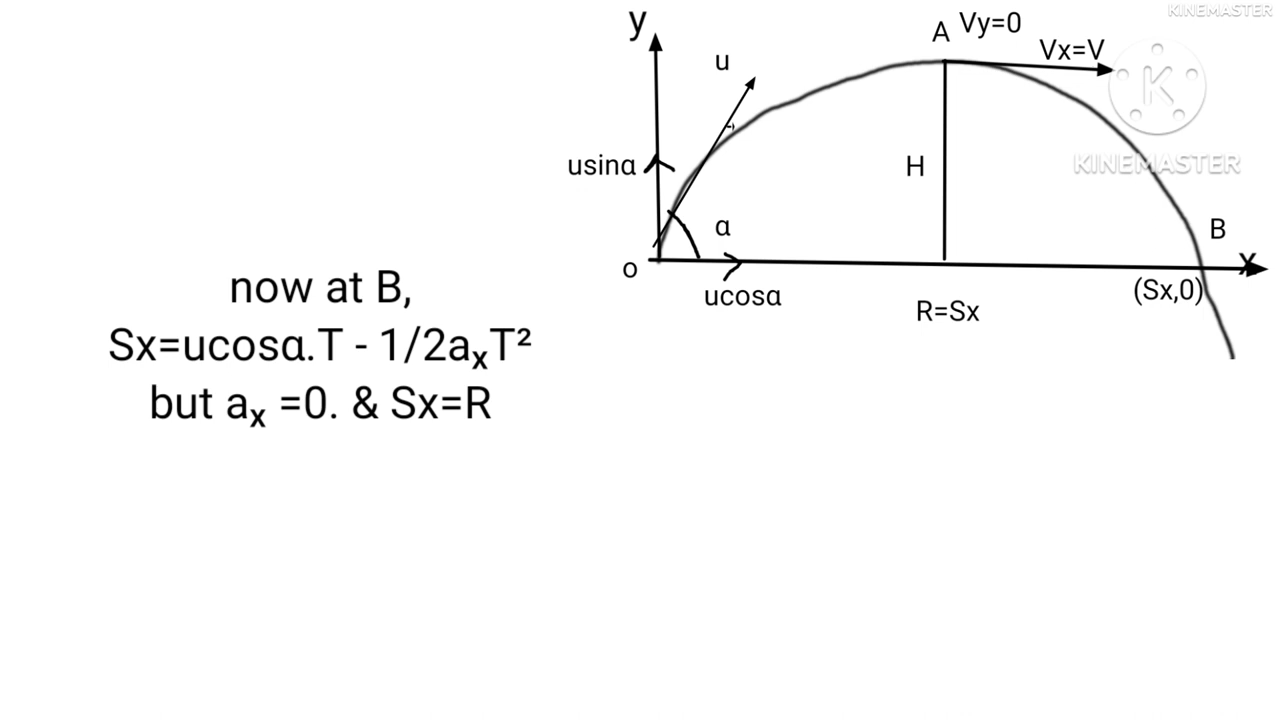 KINEMASTER
y
A Vy=0
Vx=V
u
K
KINEMASTER
usinα
H
α
B
o
x
ucosα
(Sx,0)
R=Sx
now at B,
Sx=ucosα.T - 1/2aₓT²
but aₓ =0. & Sx=R